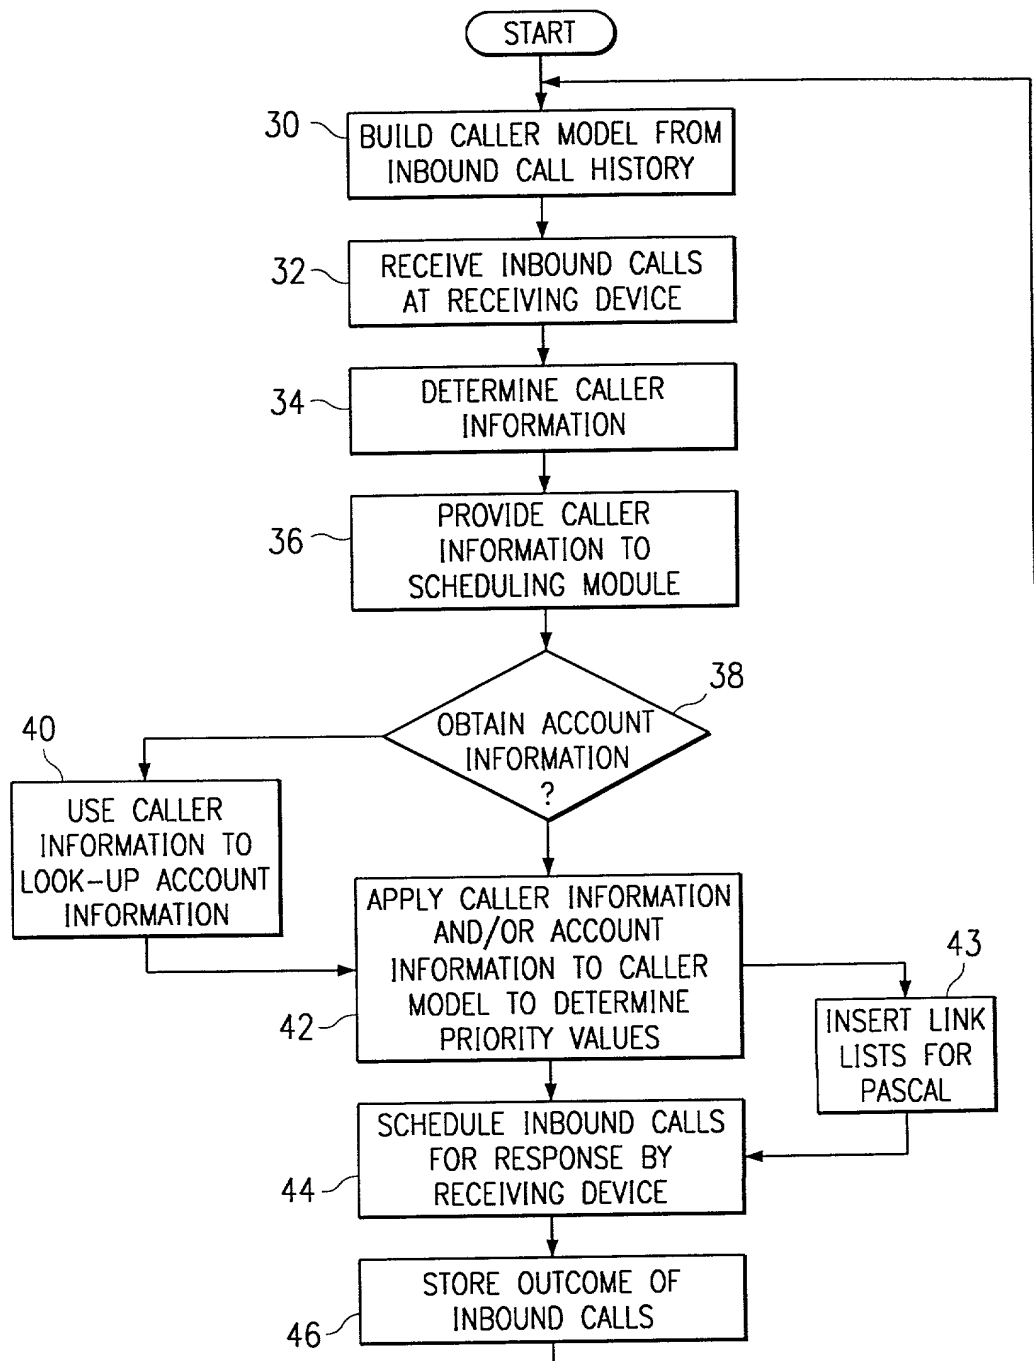 START
30
BUILD CALLER MODEL FROM
INBOUND CALL HISTORY
32
RECEIVE INBOUND CALLS
AT RECEIVING DEVICE
34
DETERMINE CALLER
INFORMATION
36
PROVIDE CALLER
INFORMATION TO
SCHEDULING MODULE
38
OBTAIN ACCOUNT
INFORMATION
?
40
USE CALLER
INFORMATION TO
LOOK-UP ACCOUNT
INFORMATION
42
APPLY CALLER INFORMATION
AND/OR ACCOUNT
INFORMATION TO CALLER
MODEL TO DETERMINE
PRIORITY VALUES
43
INSERT LINK
LISTS FOR
PASCAL
44
SCHEDULE INBOUND CALLS
FOR RESPONSE BY
RECEIVING DEVICE
46
STORE OUTCOME OF
INBOUND CALLS